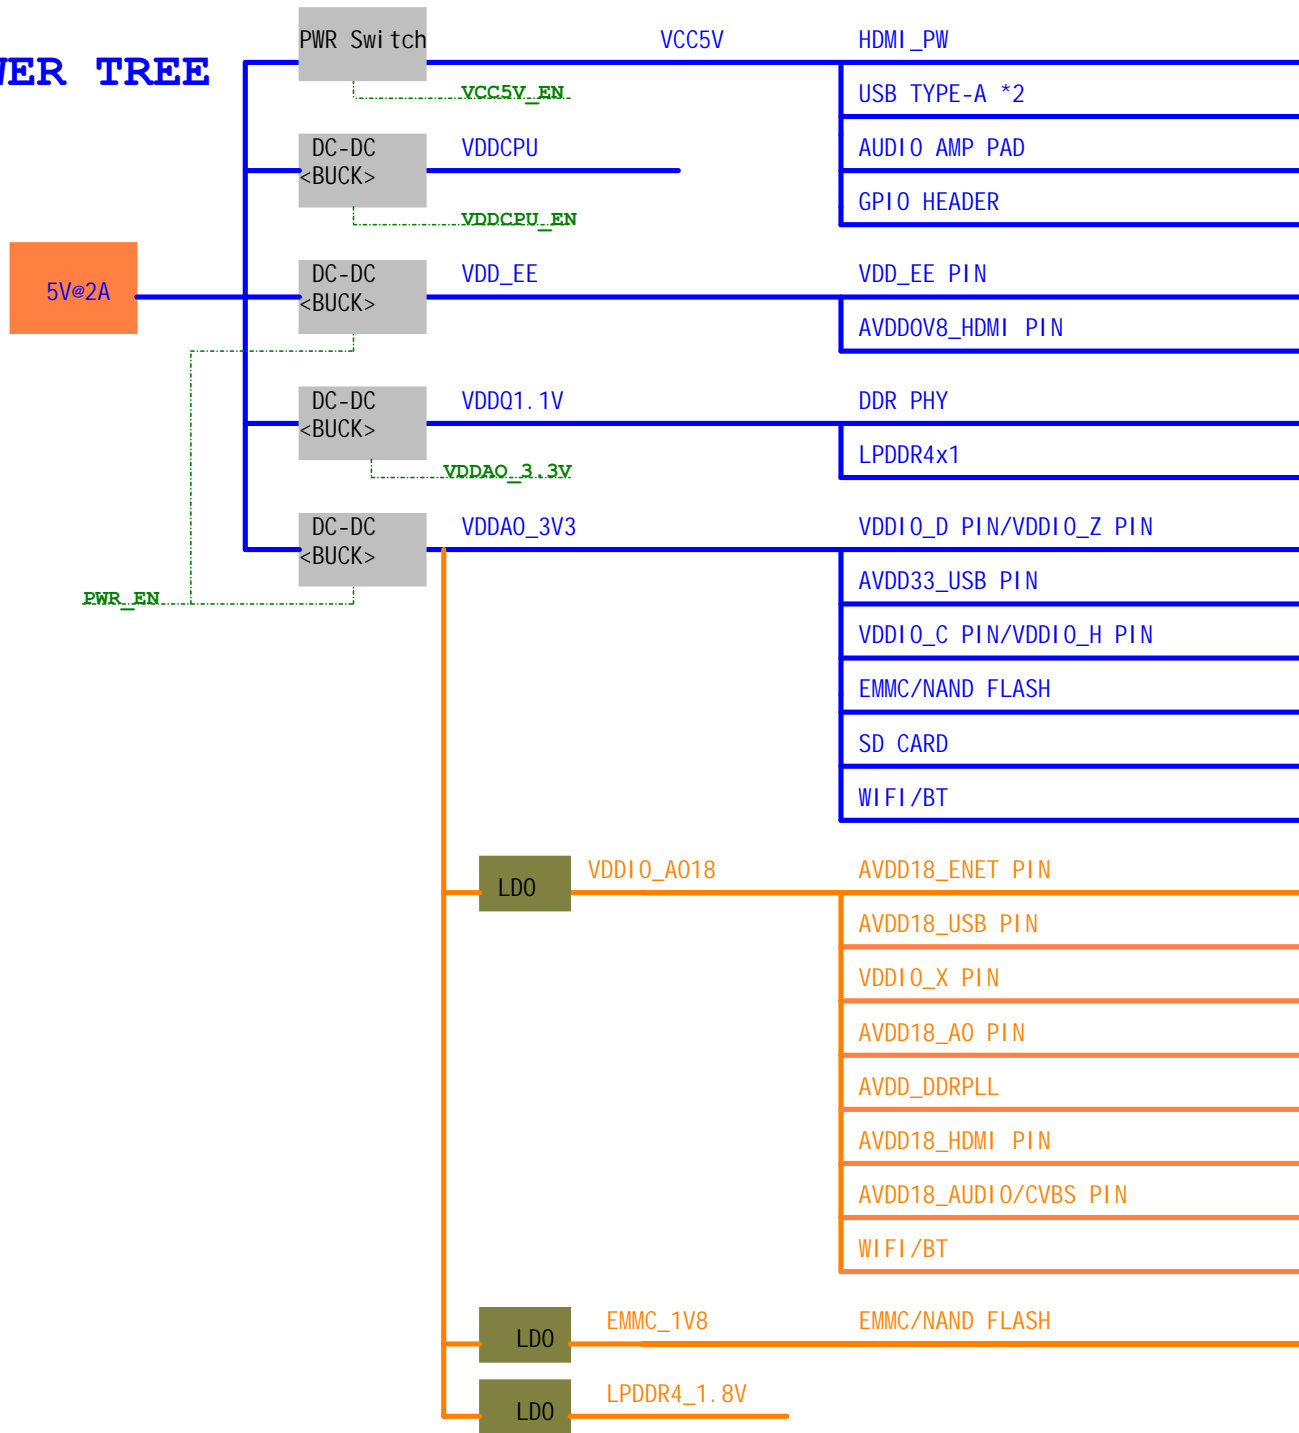 PWR Switch VCC5V HDMI_PW
WER TREE
VCC5V_EN USB TYPE-A *2
DC-DC VDDCPU AUDIO AMP PAD
<BUCK>
VDDCPU_EN GPIO HEADER
DC-DC VDD_EE VDD_EE PIN
5V@2A <BUCK>
AVDD0V8_HDMI PIN
DC-DC VDDQ1.1V DDR PHY
<BUCK>
VDDAO_3.3V LPDDR4x1
DC-DC VDDAO_3V3 VDDIO_D PIN/VDDIO_Z PIN
<BUCK>
AVDD33_USB PIN
PWR_EN
VDDIO_C PIN/VDDIO_H PIN
EMMC/NAND FLASH
SD CARD
WIFI/BT
LDO VDDIO_AO18 AVDD18_ENET PIN
AVDD18_USB PIN
VDDIO_X PIN
AVDD18_AO PIN
AVDD_DDRPLL
AVDD18_HDMI PIN
AVDD18_AUDIO/CVBS PIN
WIFI/BT
LDO EMMC_1V8 EMMC/NAND FLASH
LDO LPDDR4_1.8V